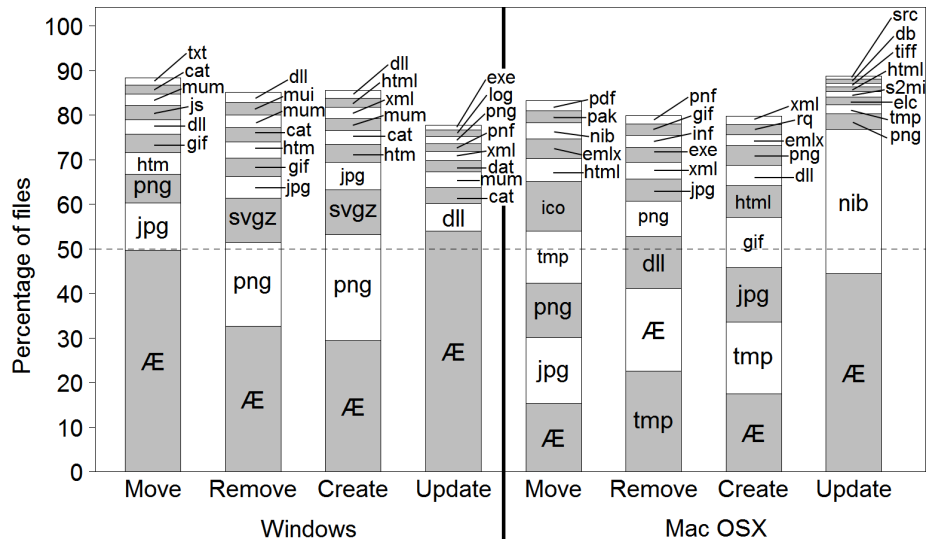 Percentage of files
100
90
80
70
60
50
40
30
20
10
0
txt
cat
mum
js
dll
gif
htm
png
jpg
Æ
Move
dll
mui
mum
cat
htm
gif
jpg
svgz
png
Æ
Remove
dll
html
xml
mum
cat
htm
jpg
svgz
png
Æ
Create
exe
log
png
pnf
xml
dat
mum
cat
dll
Æ
Update
Windows
pdf
pak
nib
emlx
html
ico
tmp
png
jpg
Æ
Move
pnf
gif
inf
exe
xml
jpg
png
dll
Æ
tmp
Remove
xml
rq
emlx
png
dll
html
gif
jpg
tmp
Æ
Create
src
db
tiff
html
s2mi
elc
tmp
png
nib
Æ
Update
Mac OSX